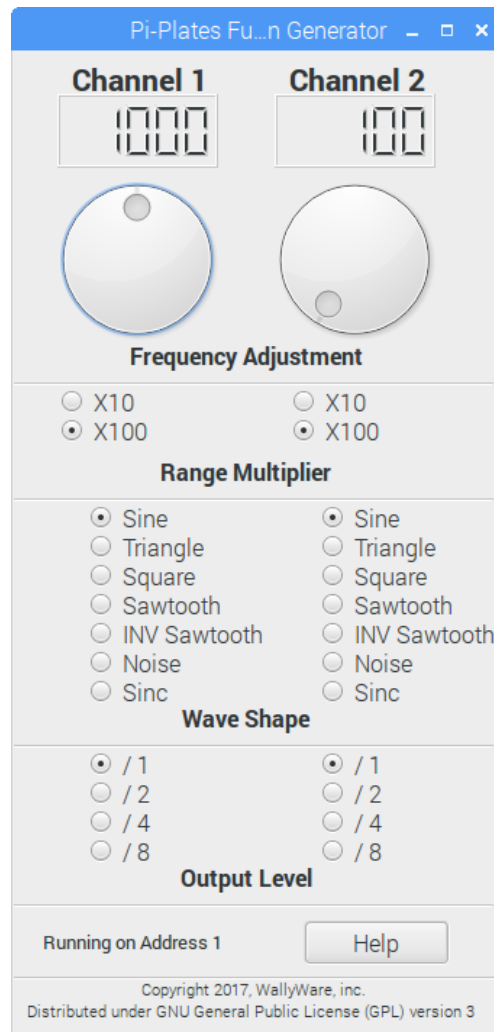 Pi-Plates Fu...n Generator
Channel 1 Channel 2
1000 100
Frequency Adjustment
X10 X10
X100 X100
Range Multiplier
Sine Sine
Triangle Triangle
Square Square
Sawtooth Sawtooth
INV Sawtooth INV Sawtooth
Noise Noise
Sinc Sinc
Wave Shape
/ 1 / 1
/ 2 / 2
/ 4 / 4
/ 8 / 8
Output Level
Running on Address 1 Help
Copyright 2017, WallyWare, inc.
Distributed under GNU General Public License (GPL) version 3